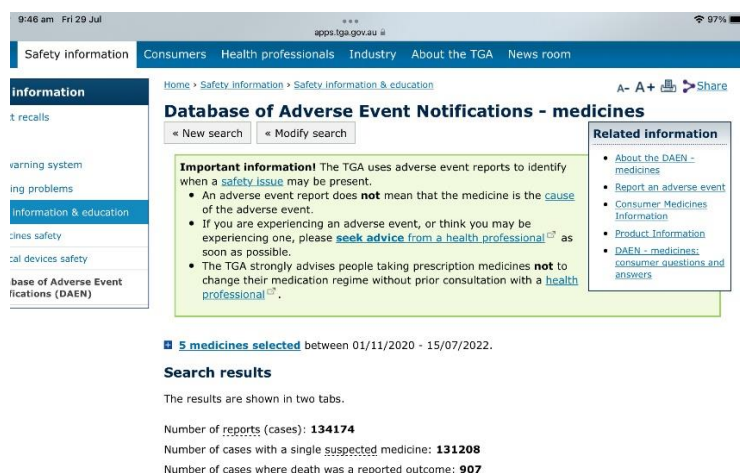 9:46 am Fri 29 Jul
apps.tga.gov.au
97%
Safety information Consumers Health professionals Industry About the TGA News room
information
t recalls
warning system
ing problems
information & education
cines safety
cal devices safety
base of Adverse Event
fications (DAEN)
Home › Safety information › Safety information & education
A- A+ Share
Database of Adverse Event Notifications - medicines
« New search « Modify search
Important information! The TGA uses adverse event reports to identify
when a safety issue may be present.
• An adverse event report does not mean that the medicine is the cause
of the adverse event.
• If you are experiencing an adverse event, or think you may be
experiencing one, please seek advice from a health professional as
soon as possible.
• The TGA strongly advises people taking prescription medicines not to
change their medication regime without prior consultation with a health
professional .
Related information
• About the DAEN -
medicines
• Report an adverse event
• Consumer Medicines
Information
• Product Information
• DAEN - medicines:
consumer questions and
answers
5 medicines selected between 01/11/2020 - 15/07/2022.
Search results
The results are shown in two tabs.
Number of reports (cases): 134174
Number of cases with a single suspected medicine: 131208
Number of cases where death was a reported outcome: 907